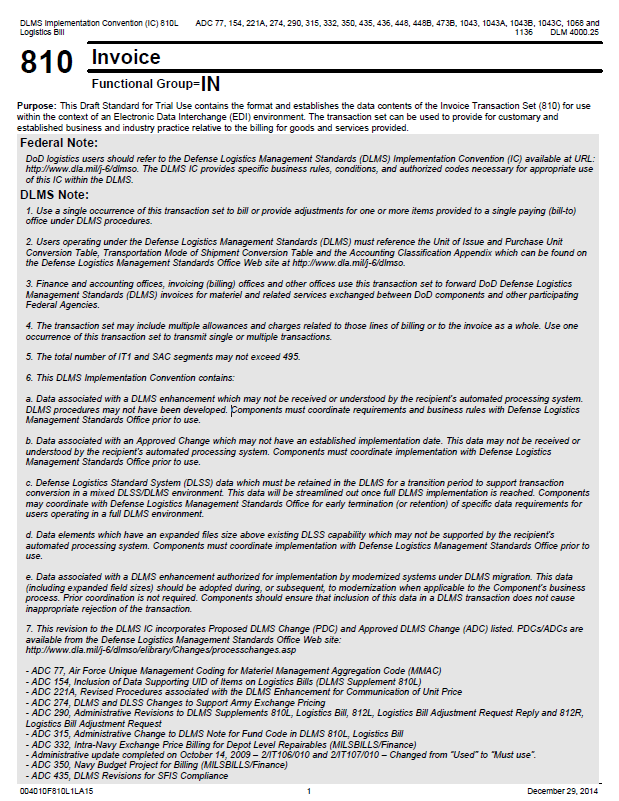 DLMS Implementation Convention (IC) 810L ADC 77, 154, 221A, 274, 290, 315, 332, 350, 435, 436, 448, 448B, 473B, 1043, 1043A, 1043B, 1043C, 1068 and
Logistics Bill 1136 DLM 4000.25
810 Invoice
Functional Group=IN
Purpose: This Draft Standard for Trial Use contains the format and establishes the data contents of the Invoice Transaction Set (810) for use
within the context of an Electronic Data Interchange (EDI) environment. The transaction set can be used to provide for customary and
established business and industry practice relative to the billing for goods and services provided.
Federal Note:
DoD logistics users should refer to the Defense Logistics Management Standards (DLMS) Implementation Convention (IC) available at URL:
http://www.dla.mil/j-6/dlmso. The DLMS IC provides specific business rules, conditions, and authorized codes necessary for appropriate use
of this IC within the DLMS.
DLMS Note:
1. Use a single occurrence of this transaction set to bill or provide adjustments for one or more items provided to a single paying (bill-to)
office under DLMS procedures.
2. Users operating under the Defense Logistics Management Standards (DLMS) must reference the Unit of Issue and Purchase Unit
Conversion Table, Transportation Mode of Shipment Conversion Table and the Accounting Classification Appendix which can be found on
the Defense Logistics Management Standards Office Web site at http://www.dla.mil/j-6/dlmso.
3. Finance and accounting offices, invoicing (billing) offices and other offices use this transaction set to forward DoD Defense Logistics
Management Standards (DLMS) invoices for materiel and related services exchanged between DoD components and other participating
Federal Agencies.
4. The transaction set may include multiple allowances and charges related to those lines of billing or to the invoice as a whole. Use one
occurrence of this transaction set to transmit single or multiple transactions.
5. The total number of IT1 and SAC segments may not exceed 495.
6. This DLMS Implementation Convention contains:
a. Data associated with a DLMS enhancement which may not be received or understood by the recipient's automated processing system.
DLMS procedures may not have been developed. Components must coordinate requirements and business rules with Defense Logistics
Management Standards Office prior to use.
b. Data associated with an Approved Change which may not have an established implementation date. This data may not be received or
understood by the recipient's automated processing system. Components must coordinate implementation with Defense Logistics
Management Standards Office prior to use.
c. Defense Logistics Standard System (DLSS) data which must be retained in the DLMS for a transition period to support transaction
conversion in a mixed DLSS/DLMS environment. This data will be streamlined out once full DLMS implementation is reached. Components
may coordinate with Defense Logistics Management Standards Office for early termination (or retention) of specific data requirements for
users operating in a full DLMS environment.
d. Data elements which have an expanded files size above existing DLSS capability which may not be supported by the recipient's
automated processing system. Components must coordinate implementation with Defense Logistics Management Standards Office prior to
use.
e. Data associated with a DLMS enhancement authorized for implementation by modernized systems under DLMS migration. This data
(including expanded field sizes) should be adopted during, or subsequent, to modernization when applicable to the Component's business
process. Prior coordination is not required. Components should ensure that inclusion of this data in a DLMS transaction does not cause
inappropriate rejection of the transaction.
7. This revision to the DLMS IC incorporates Proposed DLMS Change (PDC) and Approved DLMS Change (ADC) listed. PDCs/ADCs are
available from the Defense Logistics Management Standards Office Web site:
http://www.dla.mil/j-6/dlmso/elibrary/Changes/processchanges.asp
- ADC 77, Air Force Unique Management Coding for Materiel Management Aggregation Code (MMAC)
- ADC 154, Inclusion of Data Supporting UID of Items on Logistics Bills (DLMS Supplement 810L)
- ADC 221A, Revised Procedures associated with the DLMS Enhancement for Communication of Unit Price
- ADC 274, DLMS and DLSS Changes to Support Army Exchange Pricing
- ADC 290, Administrative Revisions to DLMS Supplements 810L, Logistics Bill, 812L, Logistics Bill Adjustment Request Reply and 812R,
Logistics Bill Adjustment Request
- ADC 315, Administrative Change to DLMS Note for Fund Code in DLMS 810L, Logistics Bill
- ADC 332, Intra-Navy Exchange Price Billing for Depot Level Repairables (MILSBILLS/Finance)
- Administrative update completed on October 14, 2009 – 2/IT106/010 and 2/IT107/010 – Changed from "Used" to "Must use".
- ADC 350, Navy Budget Project for Billing (MILSBILLS/Finance)
- ADC 435, DLMS Revisions for SFIS Compliance
004010F810L1LA15 1 December 29, 2014